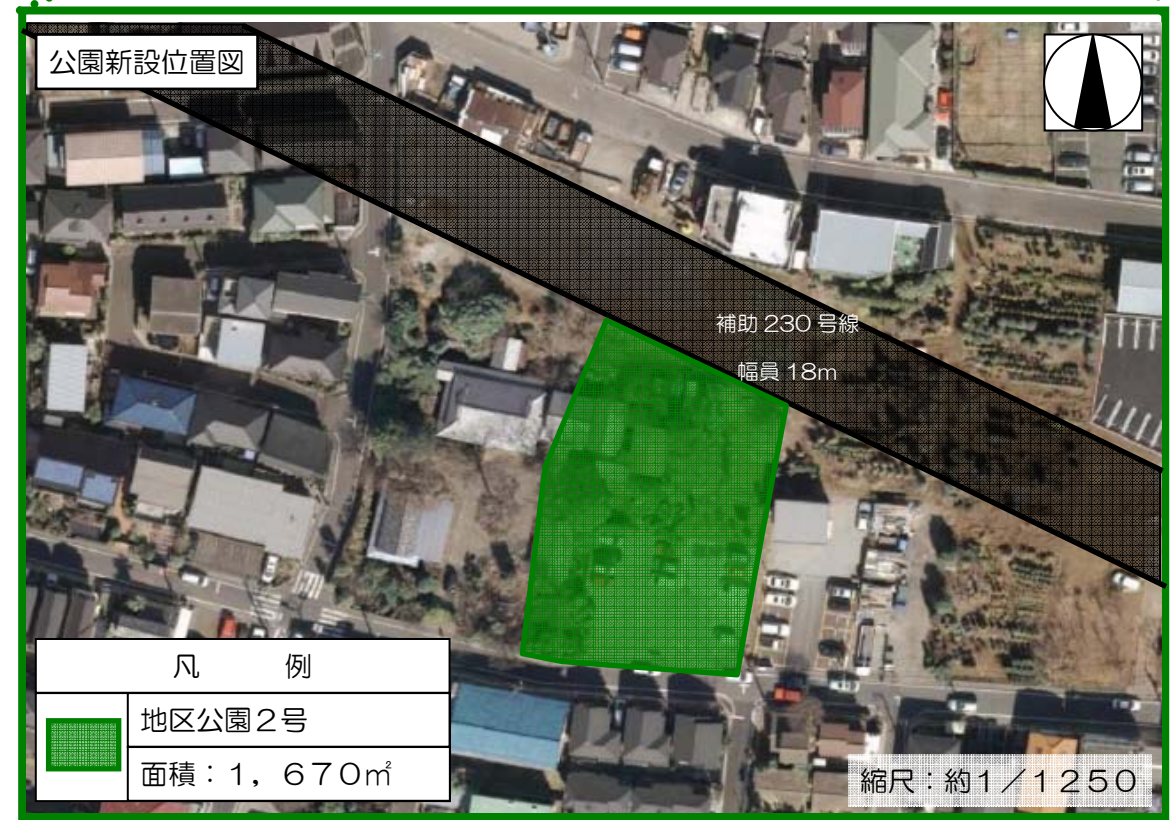 公園新設位置図
補助230号線
幅員18m
凡　例
地区公園２号
面積：１，６７０㎡
縮尺：約１／１２５０